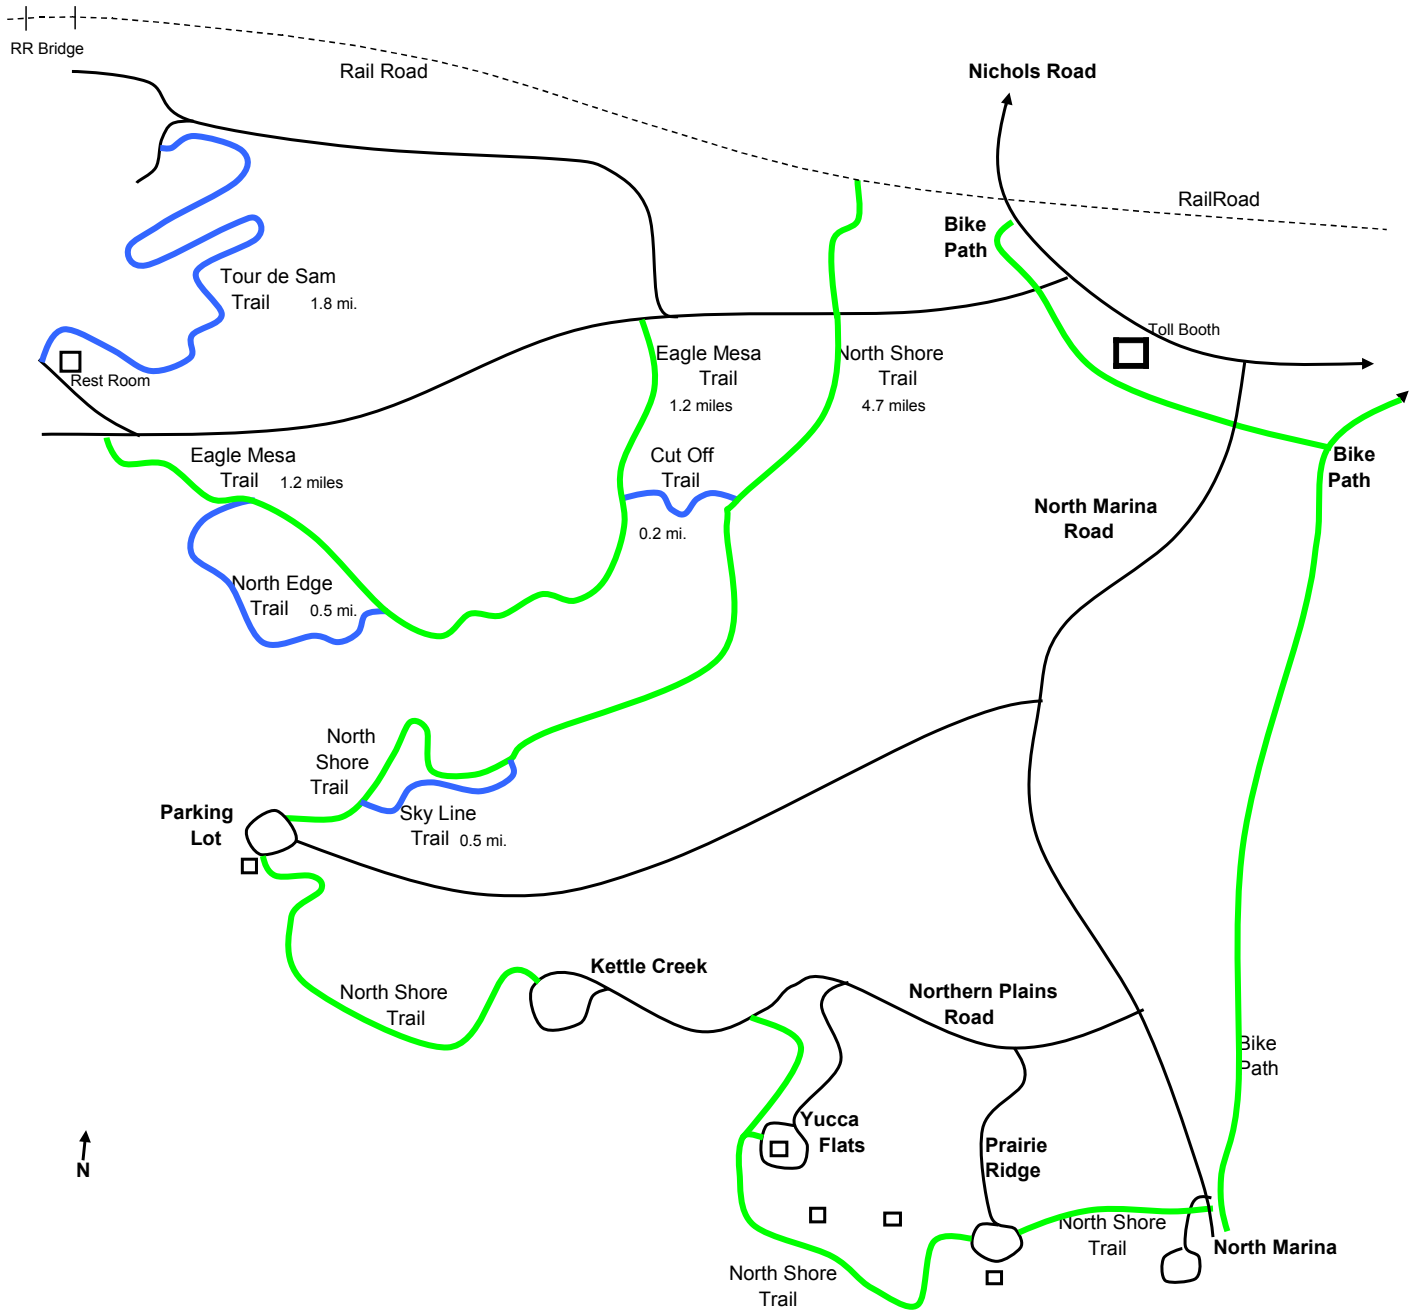 RR Bridge
Rail Road
Nichols Road
RailRoad
Bike
Path
Tour de Sam
Trail 1.8 mi.
Toll Booth
Rest Room
Eagle Mesa
Trail
1.2 miles
North Shore
Trail
4.7 miles
Eagle Mesa
Trail 1.2 miles
Cut Off
Trail
0.2 mi.
Bike
Path
North Marina
Road
North Edge
Trail 0.5 mi.
North
Shore
Trail
Parking
Lot
Sky Line
Trail 0.5 mi.
Kettle Creek
North Shore
Trail
Northern Plains
Road
Bike
Path
Yucca
Flats
Prairie
Ridge
N
North Shore
Trail
North Marina
North Shore
Trail